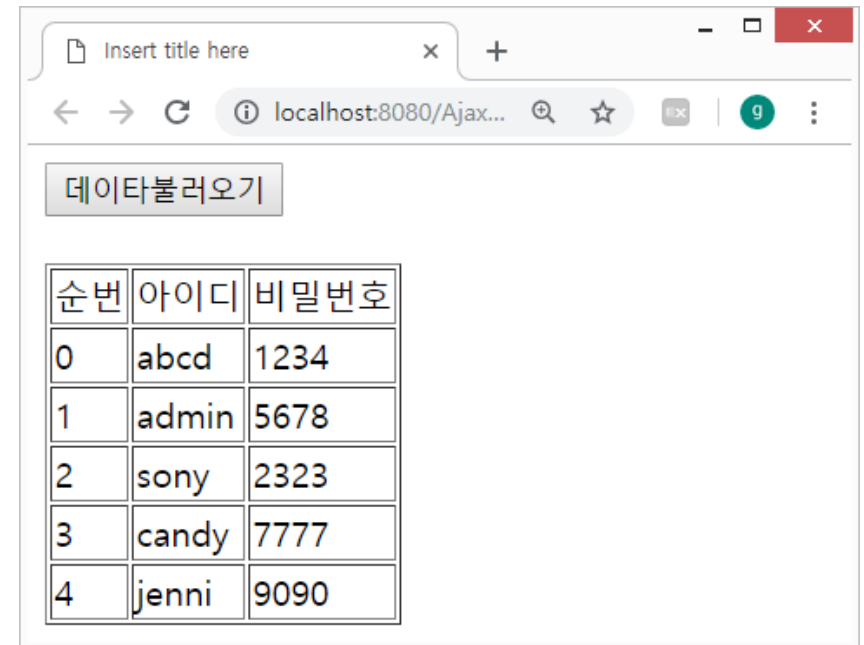 Insert title here
localhost:8080/Ajax...
EX
g
데이타불러오기
순번 아이디 비밀번호
0 abcd 1234
1 admin 5678
2 sony 2323
3 candy 7777
4 jenni 9090